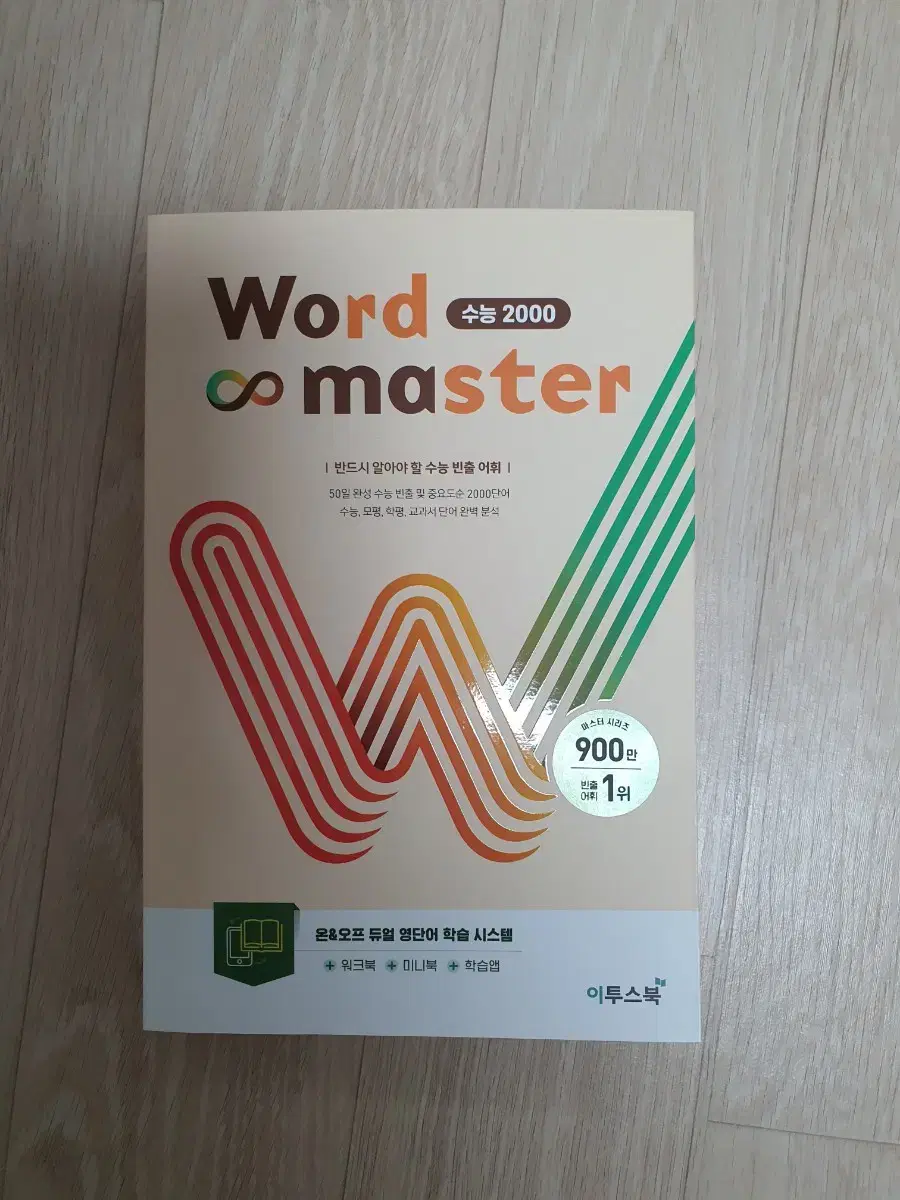 Word 수능 2000
master
| 반드시 알아야 할 수능 빈출 어휘 |
50일 완성 수능 빈출 및 중요도순 2000단어
수능, 모평, 학평, 교과서 단어 완벽 분석
마스터 시리즈
900만
빈출 어휘 1위
온&오프 듀얼 영단어 학습 시스템
+ 워크북 + 미니북 + 학습앱
이투스북